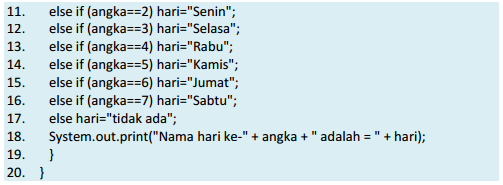 11. else if (angka==2) hari="Senin";
12. else if (angka==3) hari="Selasa";
13. else if (angka==4) hari="Rabu";
14. else if (angka==5) hari="Kamis";
15. else if (angka==6) hari="Jumat";
16. else if (angka==7) hari="Sabtu";
17. else hari="tidak ada";
18. System.out.print("Nama hari ke-" + angka + " adalah = " + hari);
19. }
20. }